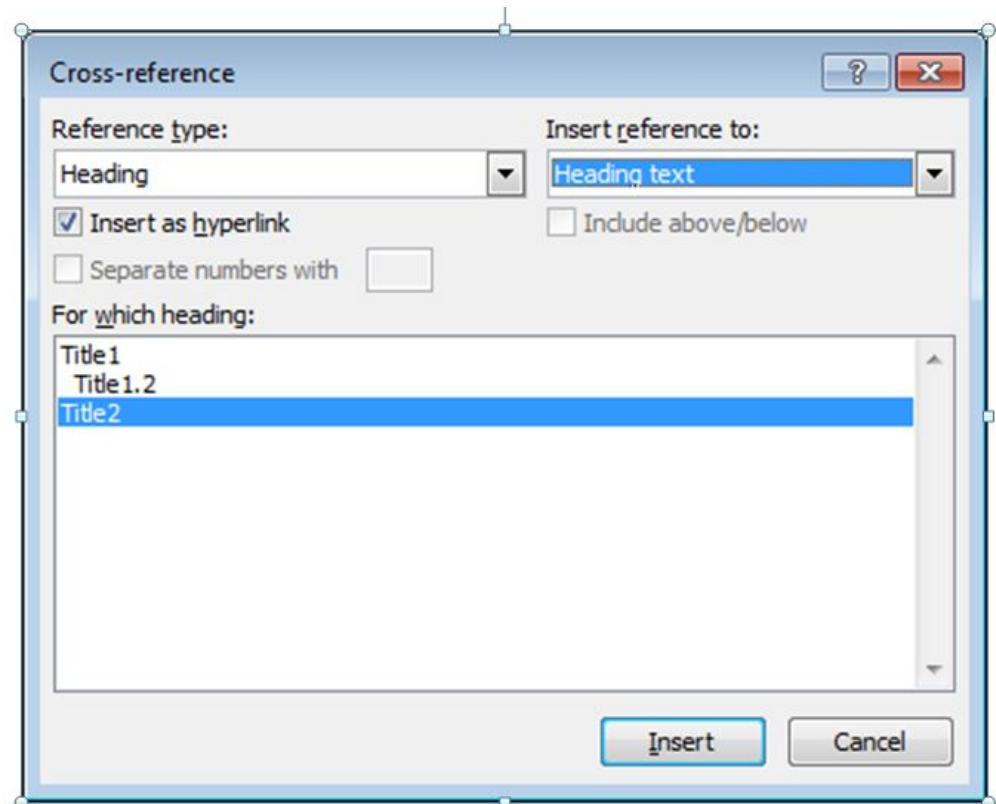 Cross-reference
Reference type:
Insert reference to:
Heading
Heading text
Insert as hyperlink
Include above/below
Separate numbers with
For which heading:
Title1
Title1.2
Title2
Insert
Cancel